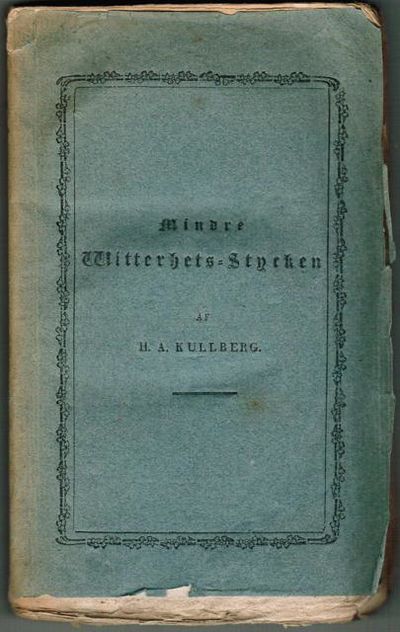 Mindre
Witterhets-Stycken
AF
H. A. KULLBERG.